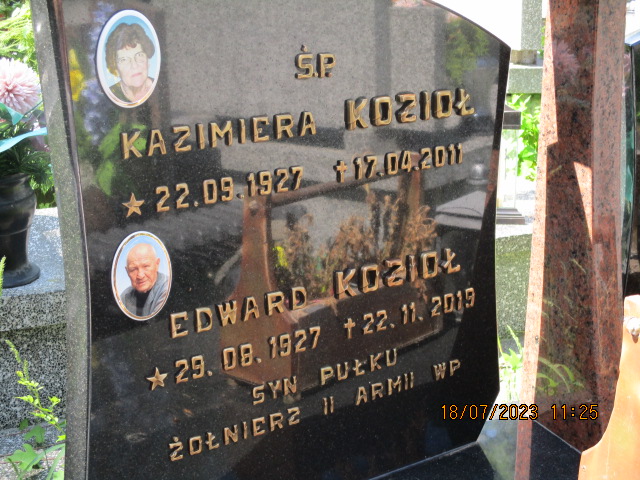 Ś.P
KAZIMIERA KOZIOŁ
22.09.1927 †17.04.2011
EDWARD KOZIOŁ
29.08.1927 †22.11.2019
SYN PUŁKU
ŻOŁNIERZ II ARMII WP
18/07/2023 11:25